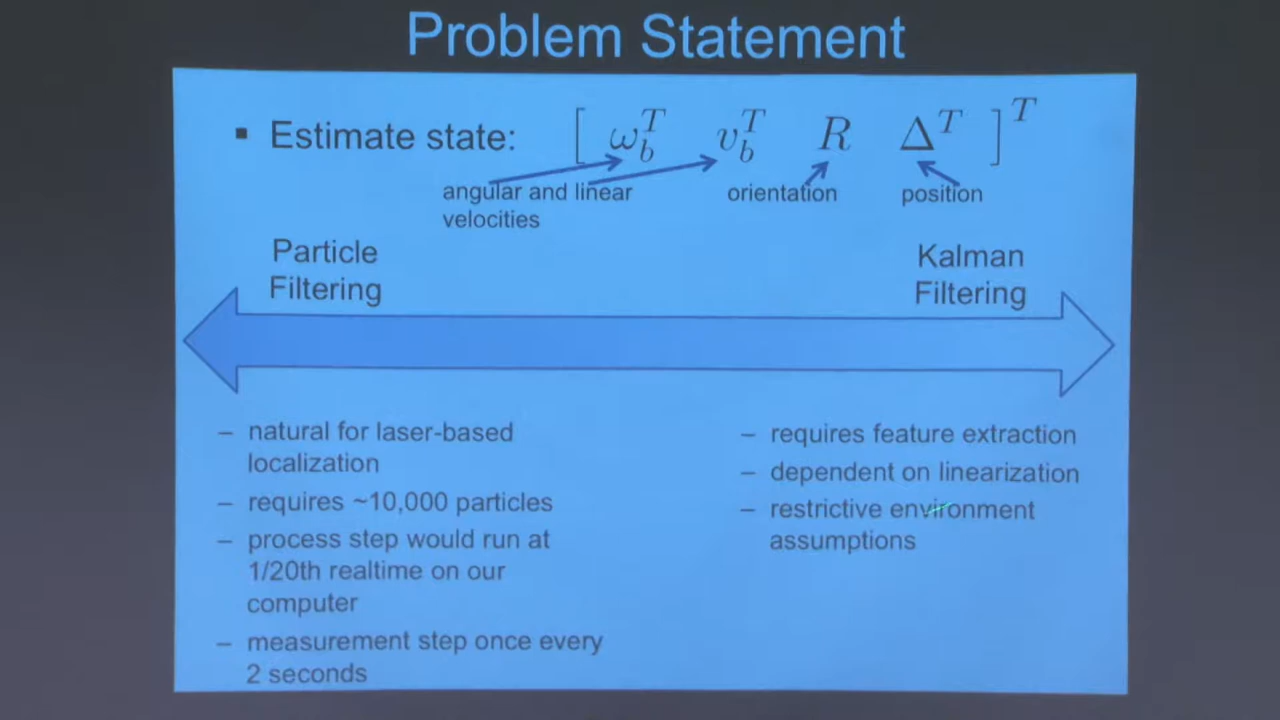 Problem Statement
▪ Estimate state: [ ω_b^T v_b^T R Δ^T ]^T
angular and linear velocities
orientation
position
Particle
Filtering
Kalman
Filtering
– natural for laser-based
localization
– requires ~10,000 particles
– process step would run at
1/20th realtime on our
computer
– measurement step once every
2 seconds
– requires feature extraction
– dependent on linearization
– restrictive environment
assumptions